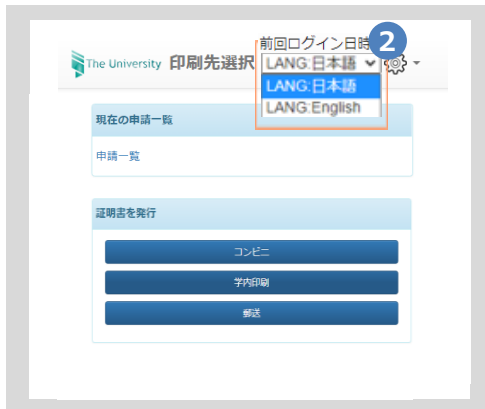 前回ログイン日時
2
The University 印刷先選択 LANG:日本語
LANG:日本語
LANG:English
現在の申請一覧
申請一覧
証明書を発行
コンビニ
学内印刷
郵送